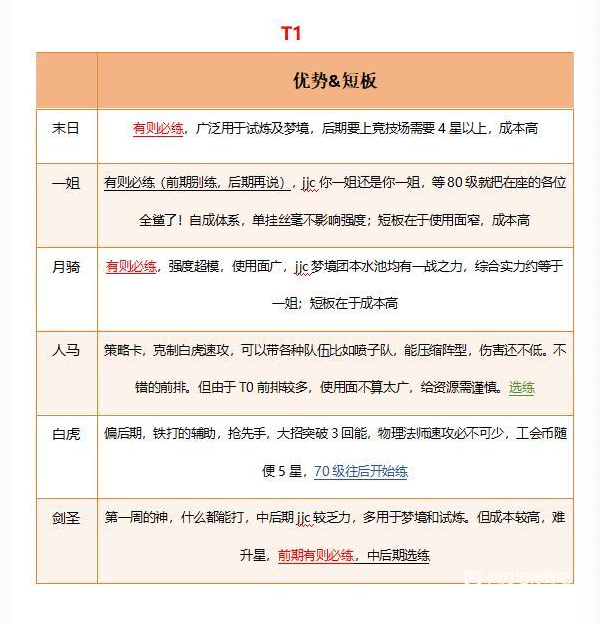 T1
优势&短板
末日
有则必练，广泛用于试炼及梦境，后期要上竞技场需要 4 星以上，成本高
一姐
有则必练（前期别练，后期再说），jjc 你一姐还是你一姐，等 80 级就把在座的各位
全鲨了！自成体系，单挂丝毫不影响强度；短板在于使用面窄，成本高
月骑
有则必练，强度超模，使用面广，jjc 梦境团本水池均有一战之力，综合实力约等于
一姐；短板在于成本高
人马
策略卡，克制白虎速攻，可以带各种队伍比如喷子队，能压缩阵型，伤害还不低。不
错的前排。但由于 T0 前排较多，使用面不算太广，给资源需谨慎。选练
白虎
偏后期，铁打的辅助，抢先手，大招突破 3 回能，物理法师速攻必不可少，工会币随
便 5 星，70 级往后开始练
剑圣
第一周的神，什么都能打，中后期 jjc 较乏力，多用于梦境和试炼。但成本较高，难
升星，前期有则必练，中后期选练